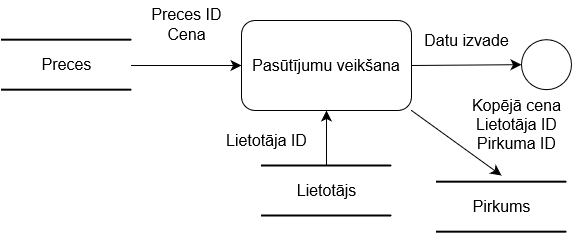 Preces ID
Cena
Preces
Pasūtījumu veikšana
Datu izvade
Lietotāja ID
Kopējā cena
Lietotāja ID
Pirkuma ID
Lietotājs
Pirkums